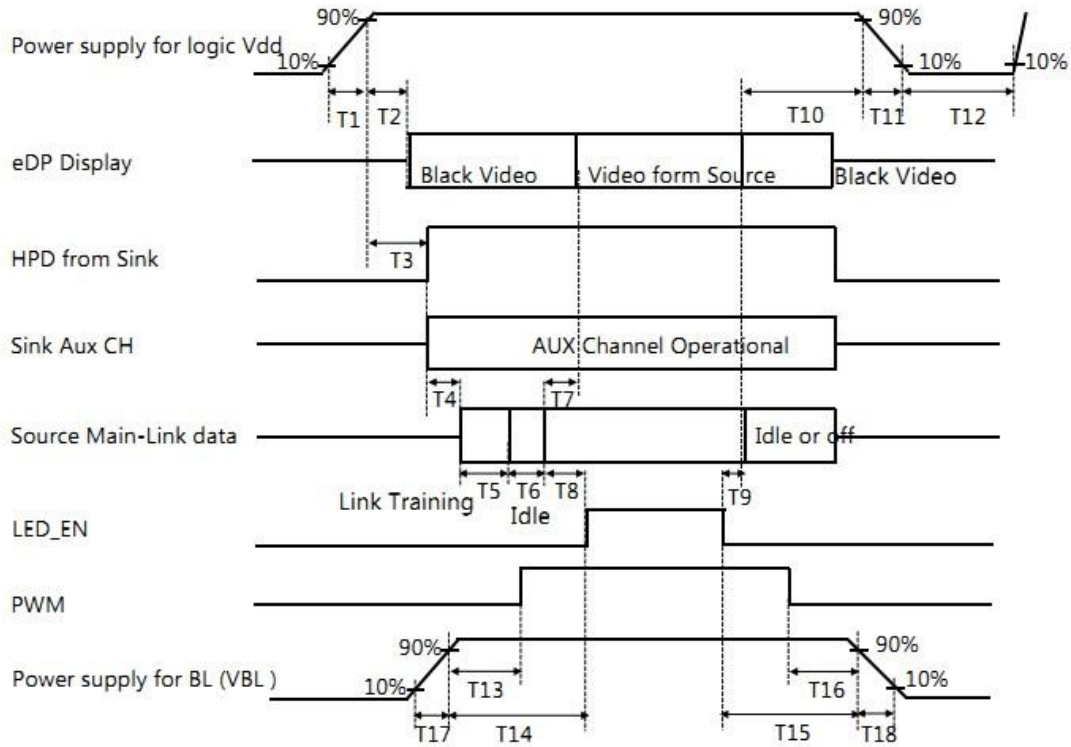 90%
90%
Power supply for logic Vdd
10%
10%
10%
T1
T2
T10
T11
T12
eDP Display
Black Video
Video form Source
Black Video
HPD from Sink
T3
Sink Aux CH
AUX Channel Operational
T4
T7
Source Main-Link data
Idle or off
T5
T6
T8
T9
Link Training
Idle
LED_EN
PWM
90%
90%
Power supply for BL (VBL )
10%
10%
T13
T16
T17
T14
T15
T18